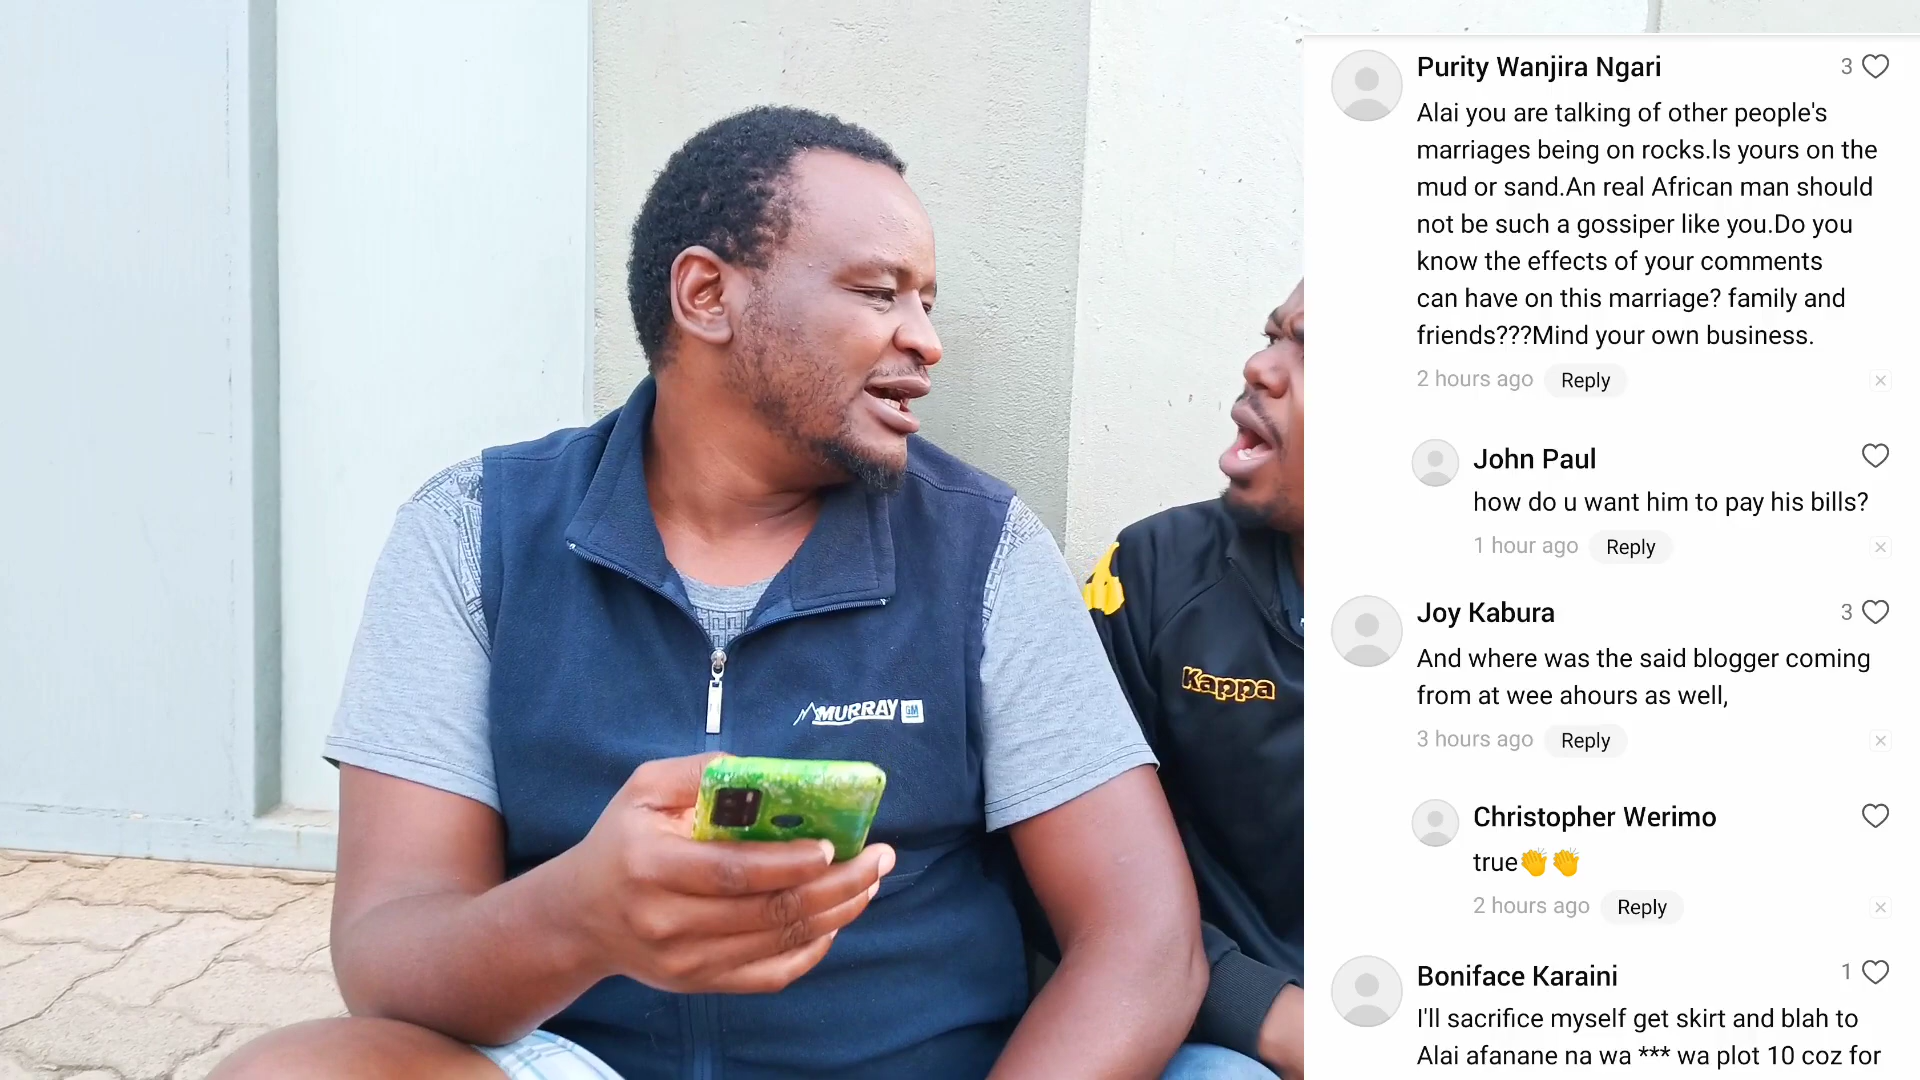 MURRAY GM
Kappa
Purity Wanjira Ngari
3
Alai you are talking of other people's
marriages being on rocks.Is yours on the
mud or sand.An real African man should
not be such a gossiper like you.Do you
know the effects of your comments
can have on this marriage? family and
friends???Mind your own business.
2 hours ago Reply
John Paul
how do u want him to pay his bills?
1 hour ago Reply
Joy Kabura
3
And where was the said blogger coming
from at wee ahours as well,
3 hours ago Reply
Christopher Werimo
true👏👏
2 hours ago Reply
Boniface Karaini
1
I'll sacrifice myself get skirt and blah to
Alai afanane na wa *** wa plot 10 coz for